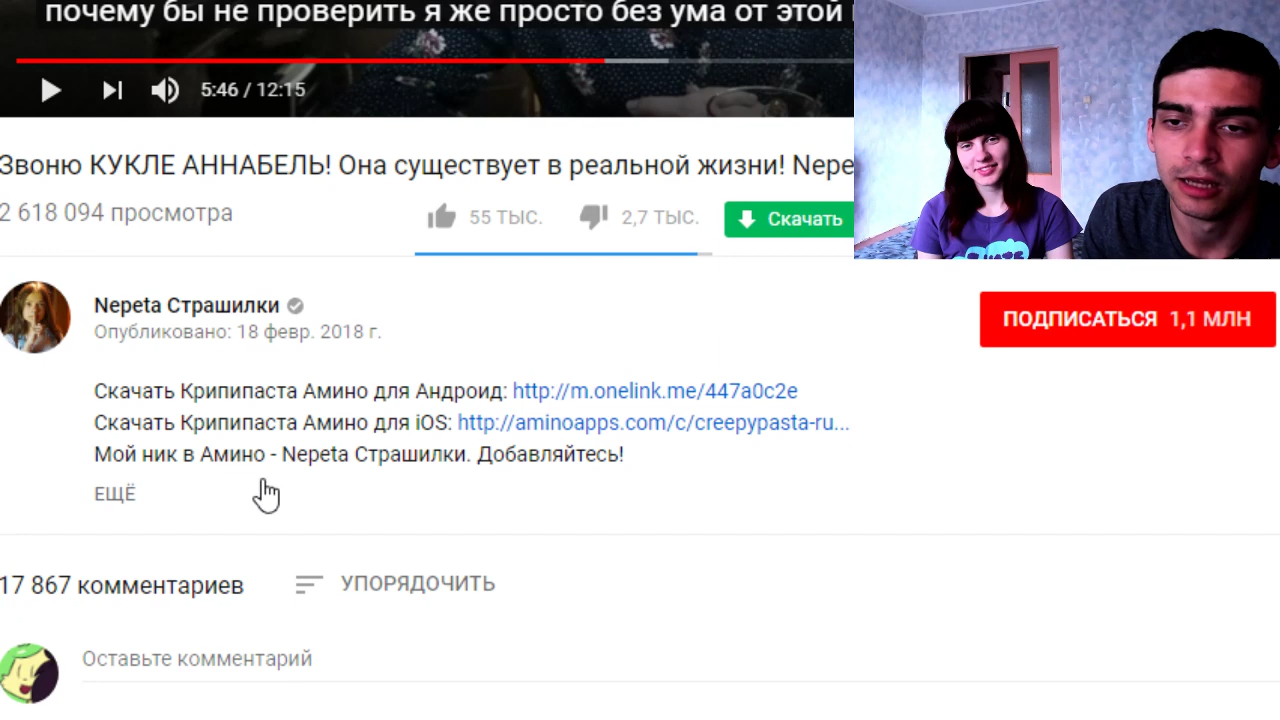 почему бы не проверить я же просто без ума от этой
5:46 / 12:15
Звоню КУКЛЕ АННАБЕЛЬ! Она существует в реальной жизни! Nepe
2 618 094 просмотра
55 ТЫС. 2,7 ТЫС. Скачать
Nepeta Страшилки
Опубликовано: 18 февр. 2018 г.
ПОДПИСАТЬСЯ 1,1 МЛН
Скачать Крипипаста Амино для Андроид: http://m.onelink.me/447a0c2e
Скачать Крипипаста Амино для iOS: http://aminoapps.com/c/creepypasta-ru...
Мой ник в Амино - Nepeta Страшилки. Добавляйтесь!
ЕЩЁ
17 867 комментариев УПОРЯДОЧИТЬ
Оставьте комментарий